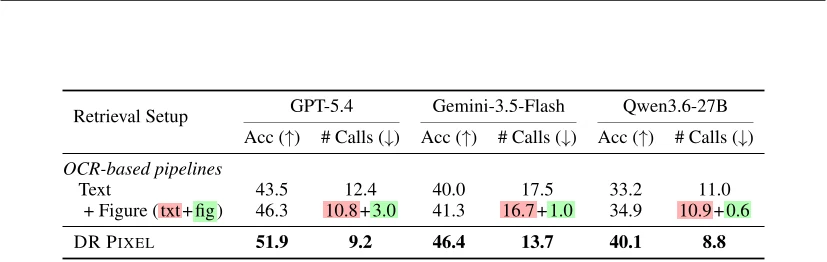 Retrieval Setup GPT-5.4 Gemini-3.5-Flash Qwen3.6-27B
Acc (↑) # Calls (↓) Acc (↑) # Calls (↓) Acc (↑) # Calls (↓)
OCR-based pipelines
Text 43.5 12.4 40.0 17.5 33.2 11.0
+ Figure (txt+fig) 46.3 10.8+3.0 41.3 16.7+1.0 34.9 10.9+0.6
DR PIXEL 51.9 9.2 46.4 13.7 40.1 8.8